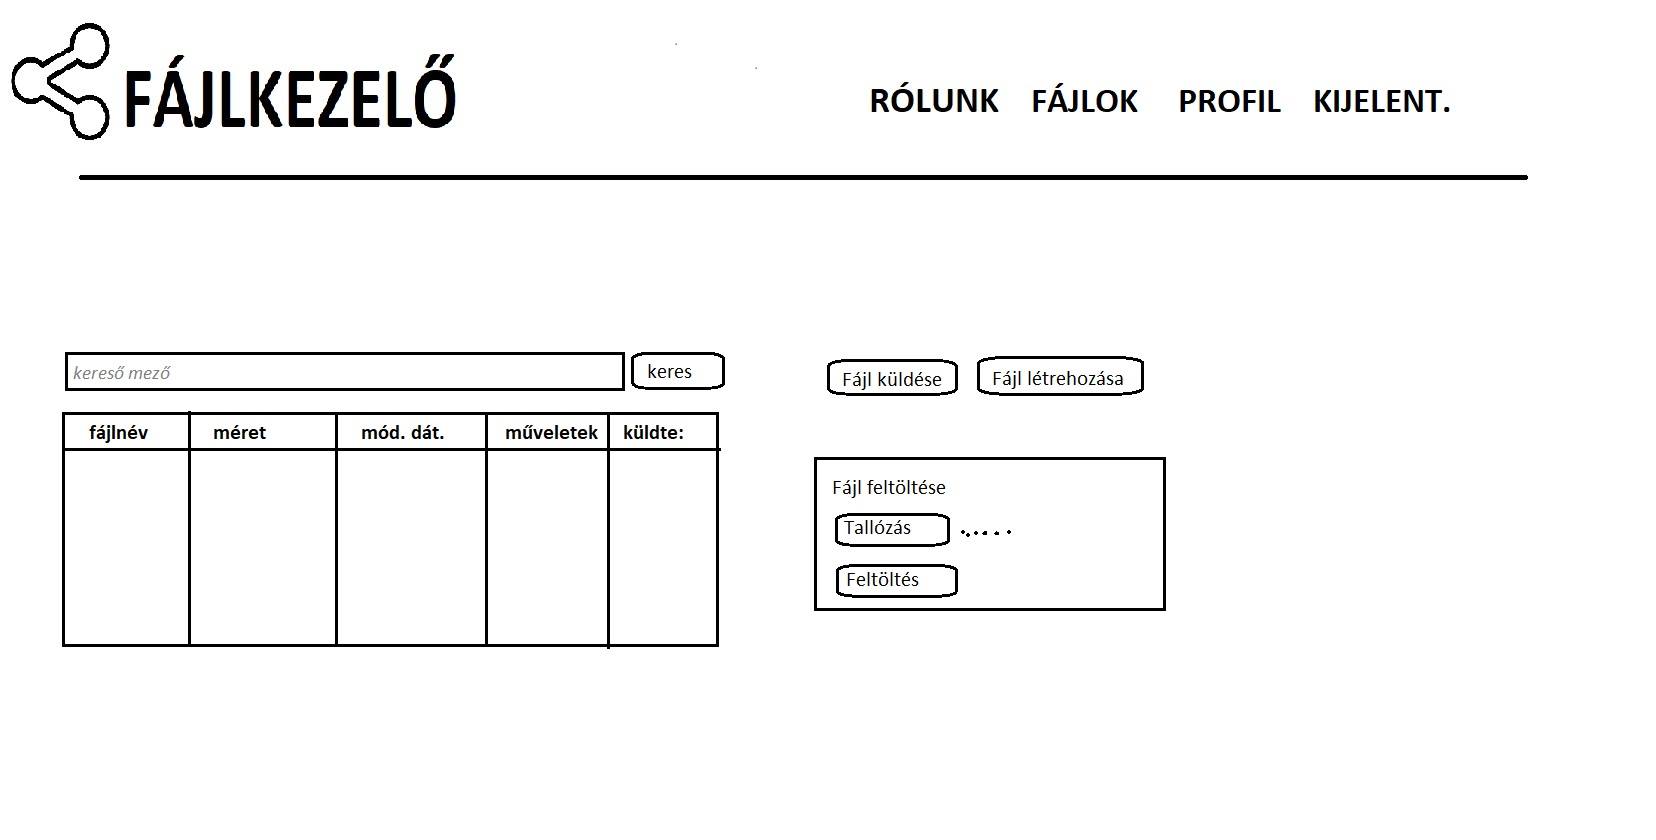 FÁJLKEZELŐ
RÓLUNK FÁJLOK PROFIL KIJELENT.
kereső mező keres
fájlnév méret mód. dát. műveletek küldte:
Fájl küldése Fájl létrehozása
Fájl feltöltése
Tallózás ......
Feltöltés